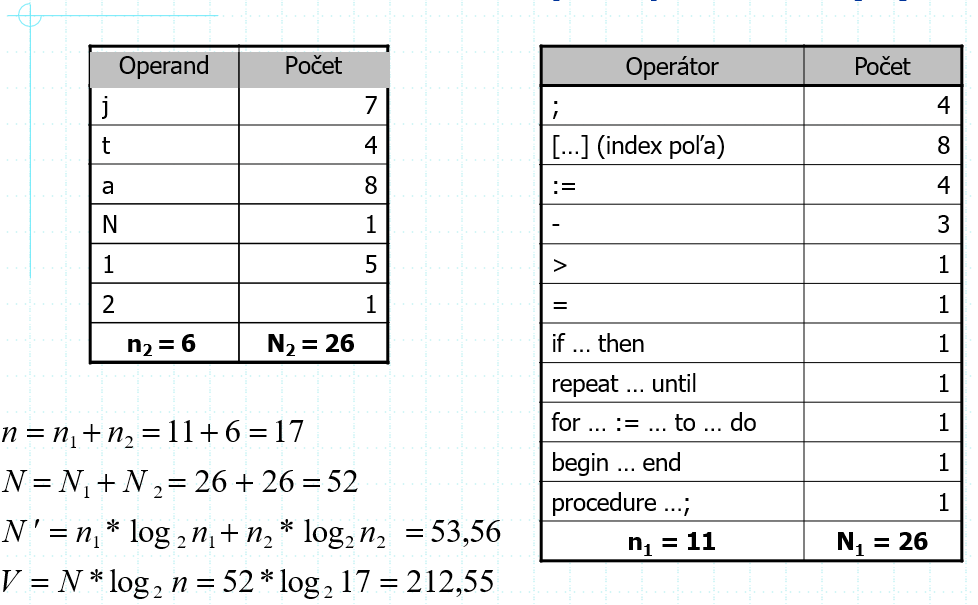 Operand Počet
j 7
t 4
a 8
N 1
1 5
2 1
n₂ = 6 N₂ = 26
Operátor Počet
; 4
[...] (index poľa) 8
:= 4
- 3
> 1
= 1
if ... then 1
repeat ... until 1
for ... := ... to ... do 1
begin ... end 1
procedure ...; 1
n₁ = 11 N₁ = 26
n = n₁ + n₂ = 11 + 6 = 17
N = N₁ + N₂ = 26 + 26 = 52
N' = n₁ * log₂ n₁ + n₂ * log₂ n₂ = 53,56
V = N * log₂ n = 52 * log₂ 17 = 212,55